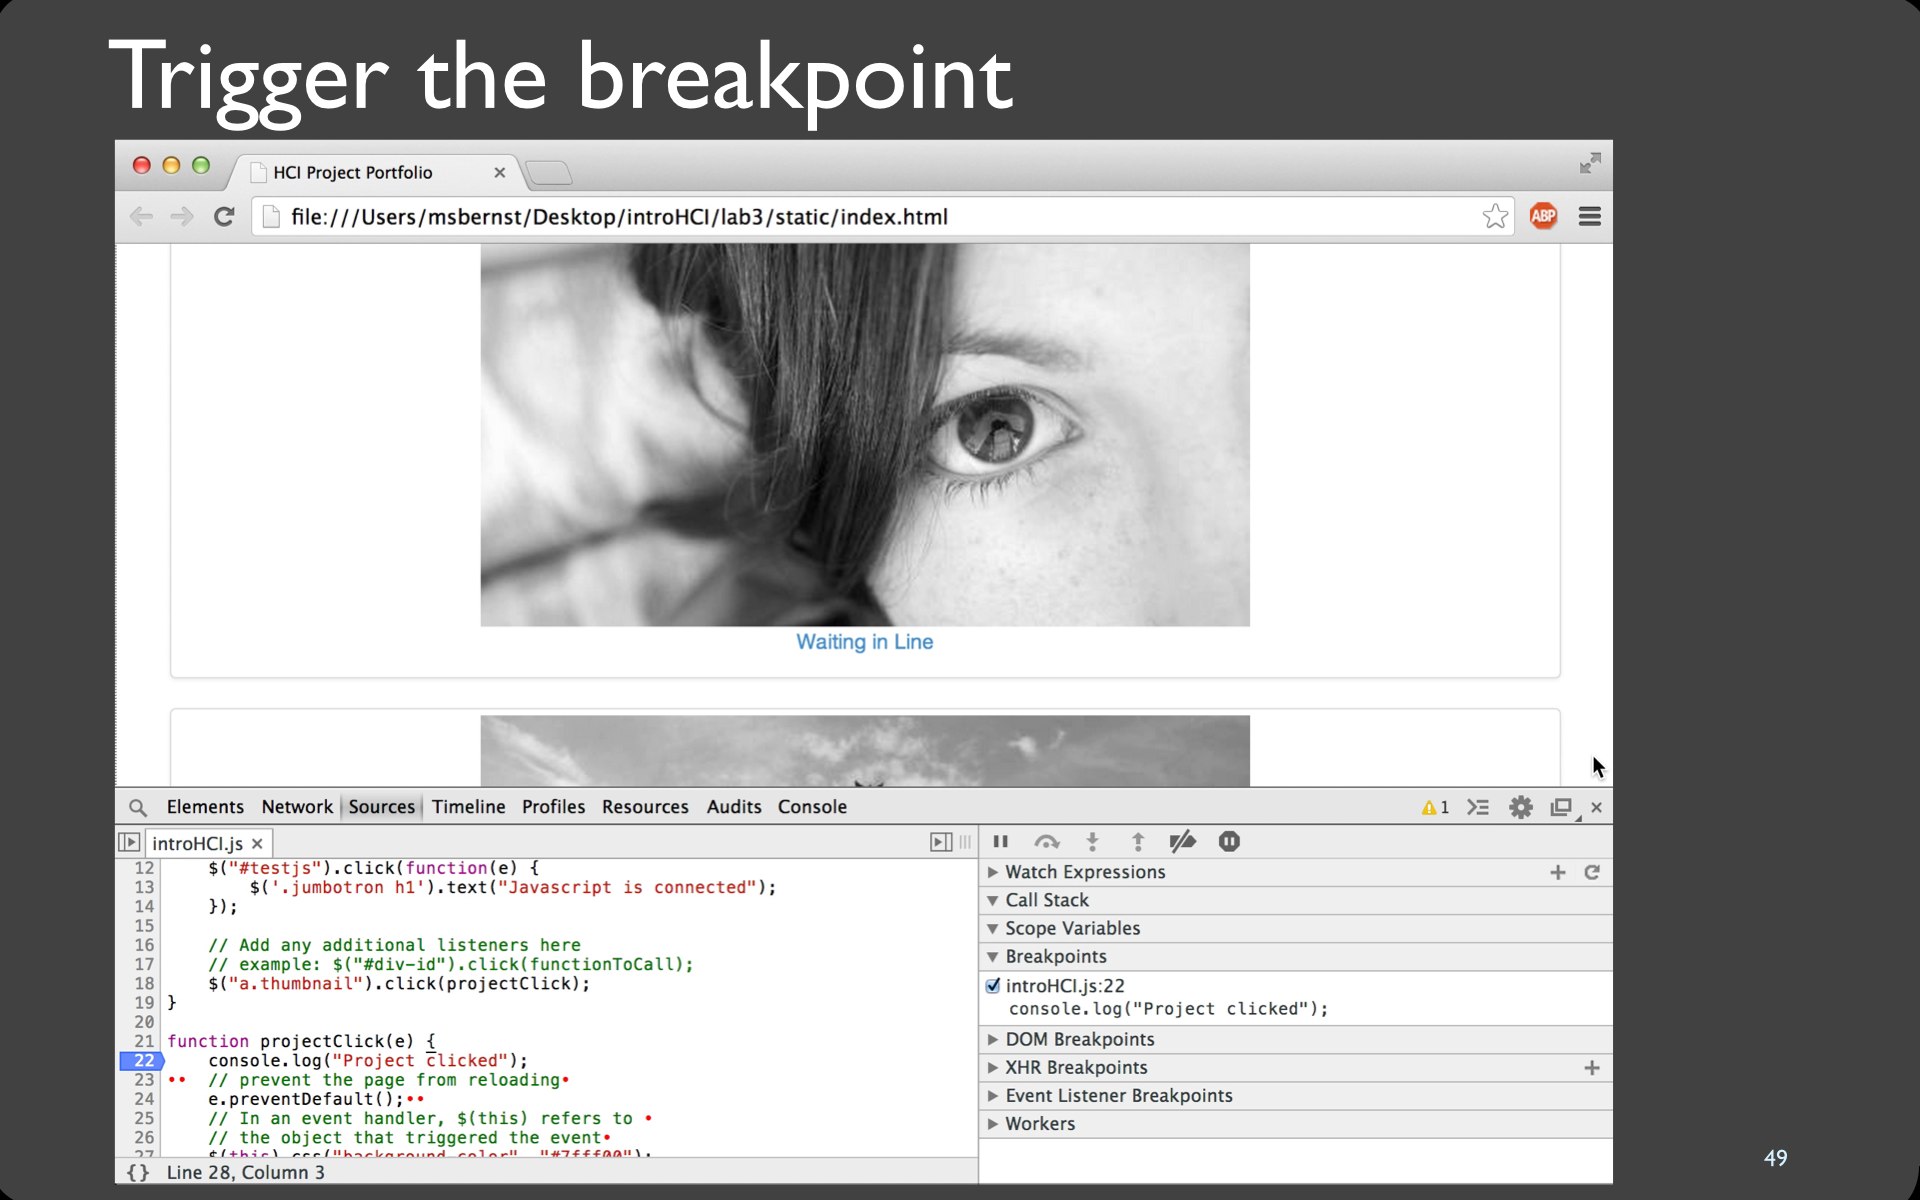 Trigger the breakpoint
HCI Project Portfolio
file:///Users/msbernst/Desktop/introHCI/lab3/static/index.html
ABP
Waiting in Line
Elements Network Sources Timeline Profiles Resources Audits Console
1
introHCI.js
12 $("#testjs").click(function(e) {
13 $('.jumbotron h1').text("Javascript is connected");
14 });
15
16 // Add any additional listeners here
17 // example: $("#div-id").click(functionToCall);
18 $("a.thumbnail").click(projectClick);
19 }
20
21 function projectClick(e) {
22 console.log("Project clicked");
23 // prevent the page from reloading
24 e.preventDefault();
25 // In an event handler, $(this) refers to
26 // the object that triggered the event
27 $(this).css("background-color", "#7fff00");
{} Line 28, Column 3
Watch Expressions
Call Stack
Scope Variables
Breakpoints
introHCI.js:22
console.log("Project clicked");
DOM Breakpoints
XHR Breakpoints
Event Listener Breakpoints
Workers
49